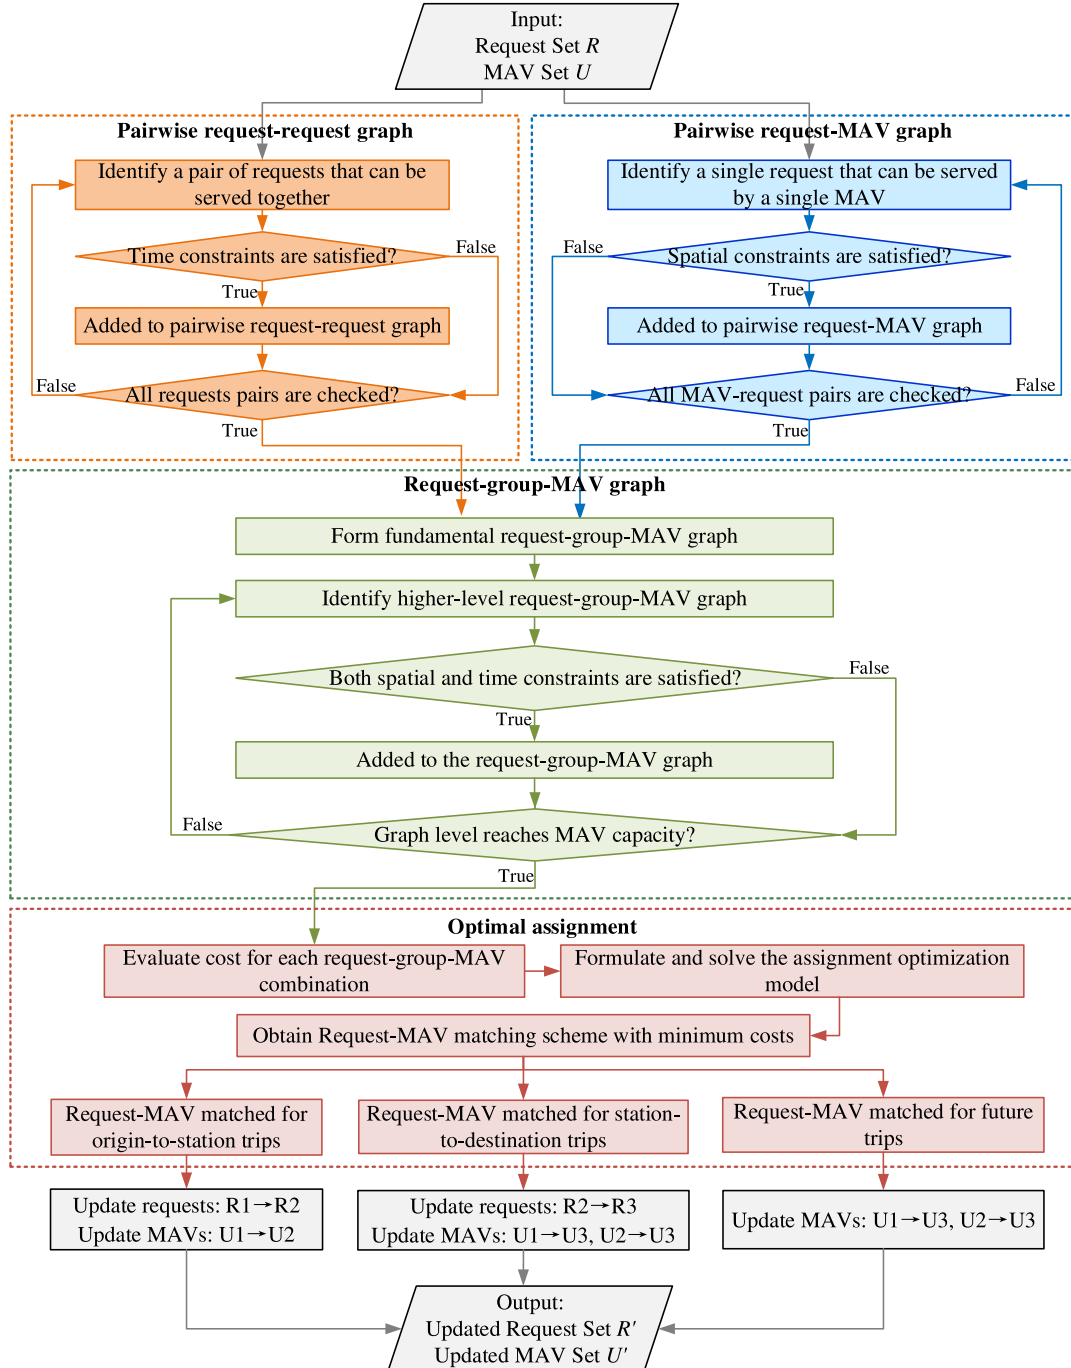 Input:
Request Set R
MAV Set U
Pairwise request-request graph
Identify a pair of requests that can be
served together
Time constraints are satisfied?
False
True
Added to pairwise request-request graph
False
All requests pairs are checked?
True
Pairwise request-MAV graph
Identify a single request that can be served
by a single MAV
False
Spatial constraints are satisfied?
True
Added to pairwise request-MAV graph
All MAV-request pairs are checked?
False
True
Request-group-MAV graph
Form fundamental request-group-MAV graph
Identify higher-level request-group-MAV graph
Both spatial and time constraints are satisfied?
False
True
Added to the request-group-MAV graph
False
Graph level reaches MAV capacity?
True
Optimal assignment
Evaluate cost for each request-group-MAV
combination
Formulate and solve the assignment optimization
model
Obtain Request-MAV matching scheme with minimum costs
Request-MAV matched for
origin-to-station trips
Request-MAV matched for station-
to-destination trips
Request-MAV matched for future
trips
Update requests: R1→R2
Update MAVs: U1→U2
Update requests: R2→R3
Update MAVs: U1→U3, U2→U3
Update MAVs: U1→U3, U2→U3
Output:
Updated Request Set R'
Updated MAV Set U'